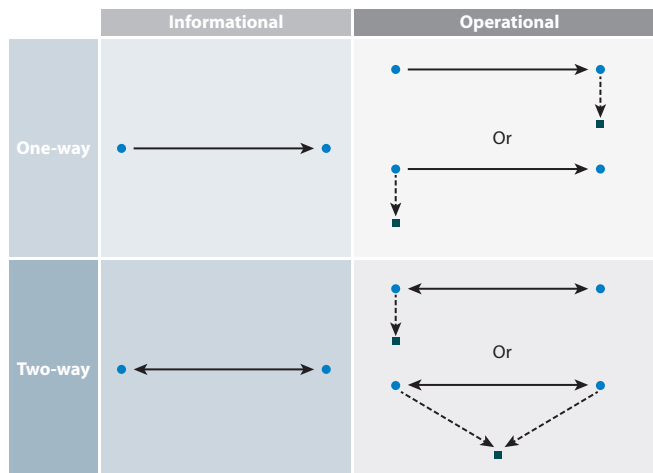 Informational
Operational
One-way
Or
Two-way
Or